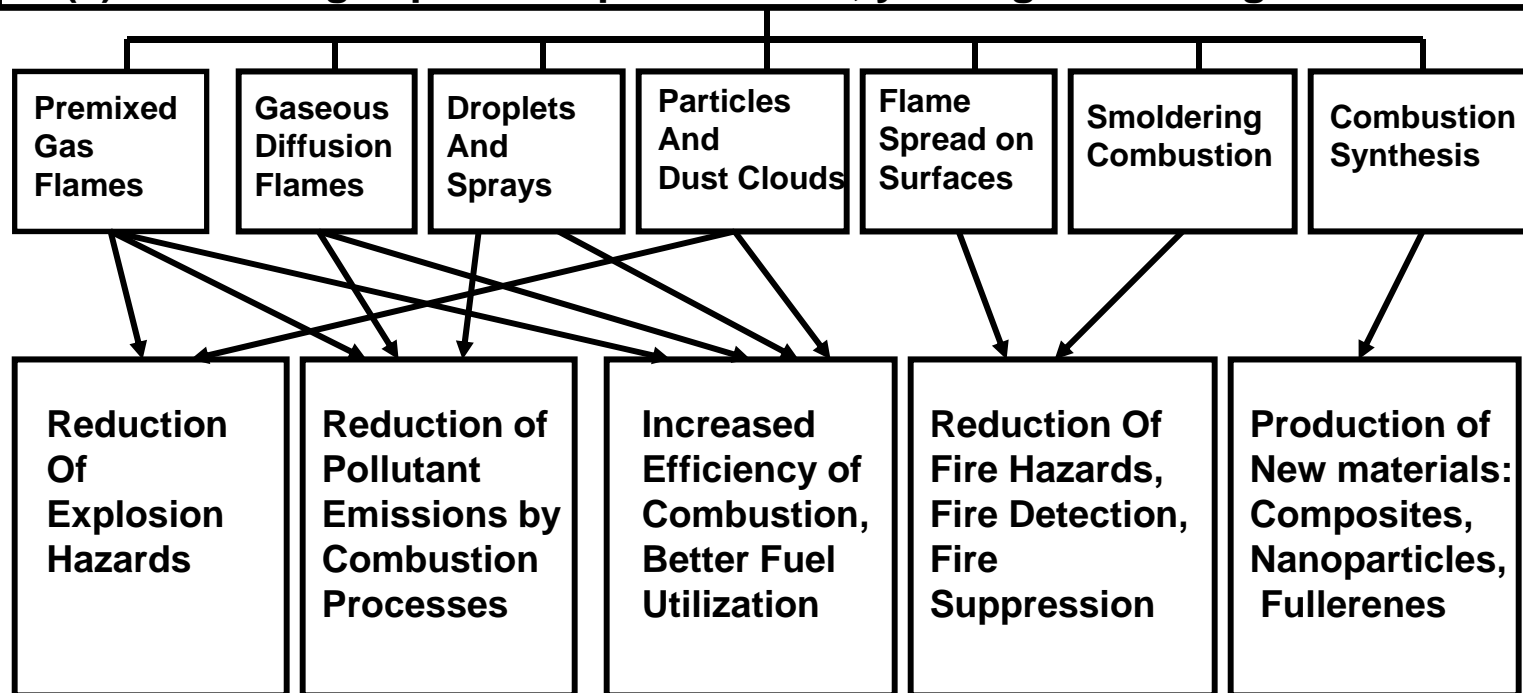 Premixed
Gas
Flames
Gaseous
Diffusion
Flames
Droplets
And
Sprays
Particles
And
Dust Clouds
Flame
Spread on
Surfaces
Smoldering
Combustion
Combustion
Synthesis
Reduction
Of
Explosion
Hazards
Reduction of
Pollutant
Emissions by
Combustion
Processes
Increased
Efficiency of
Combustion,
Better Fuel
Utilization
Reduction Of
Fire Hazards,
Fire Detection,
Fire
Suppression
Production of
New materials:
Composites,
Nanoparticles,
Fullerenes